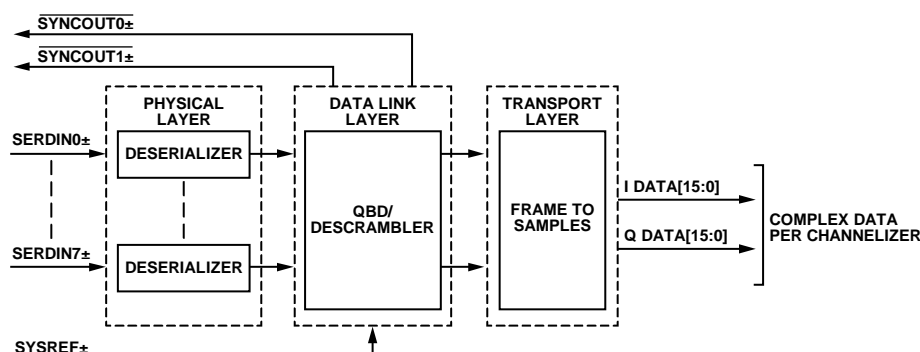 SYNCOUT0±
SYNCOUT1±
PHYSICAL
LAYER
DATA LINK
LAYER
TRANSPORT
LAYER
SERDIN0±
DESERIALIZER
I DATA[15:0]
QBD/
DESCRAMBLER
FRAME TO
SAMPLES
COMPLEX DATA
PER CHANNELIZER
Q DATA[15:0]
SERDIN7±
DESERIALIZER
SYSREF±